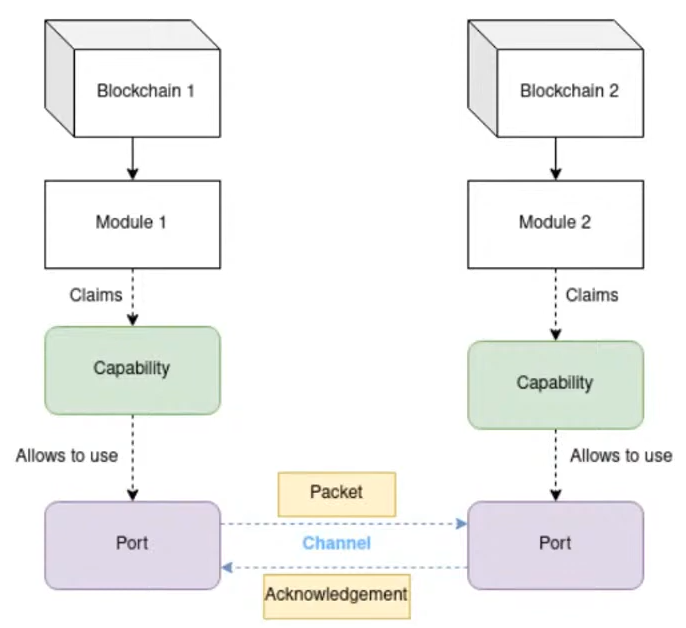 Blockchain 1
Blockchain 2
Module 1
Module 2
Claims
Claims
Capability
Capability
Allows to use
Allows to use
Packet
Port
Channel
Port
Acknowledgement